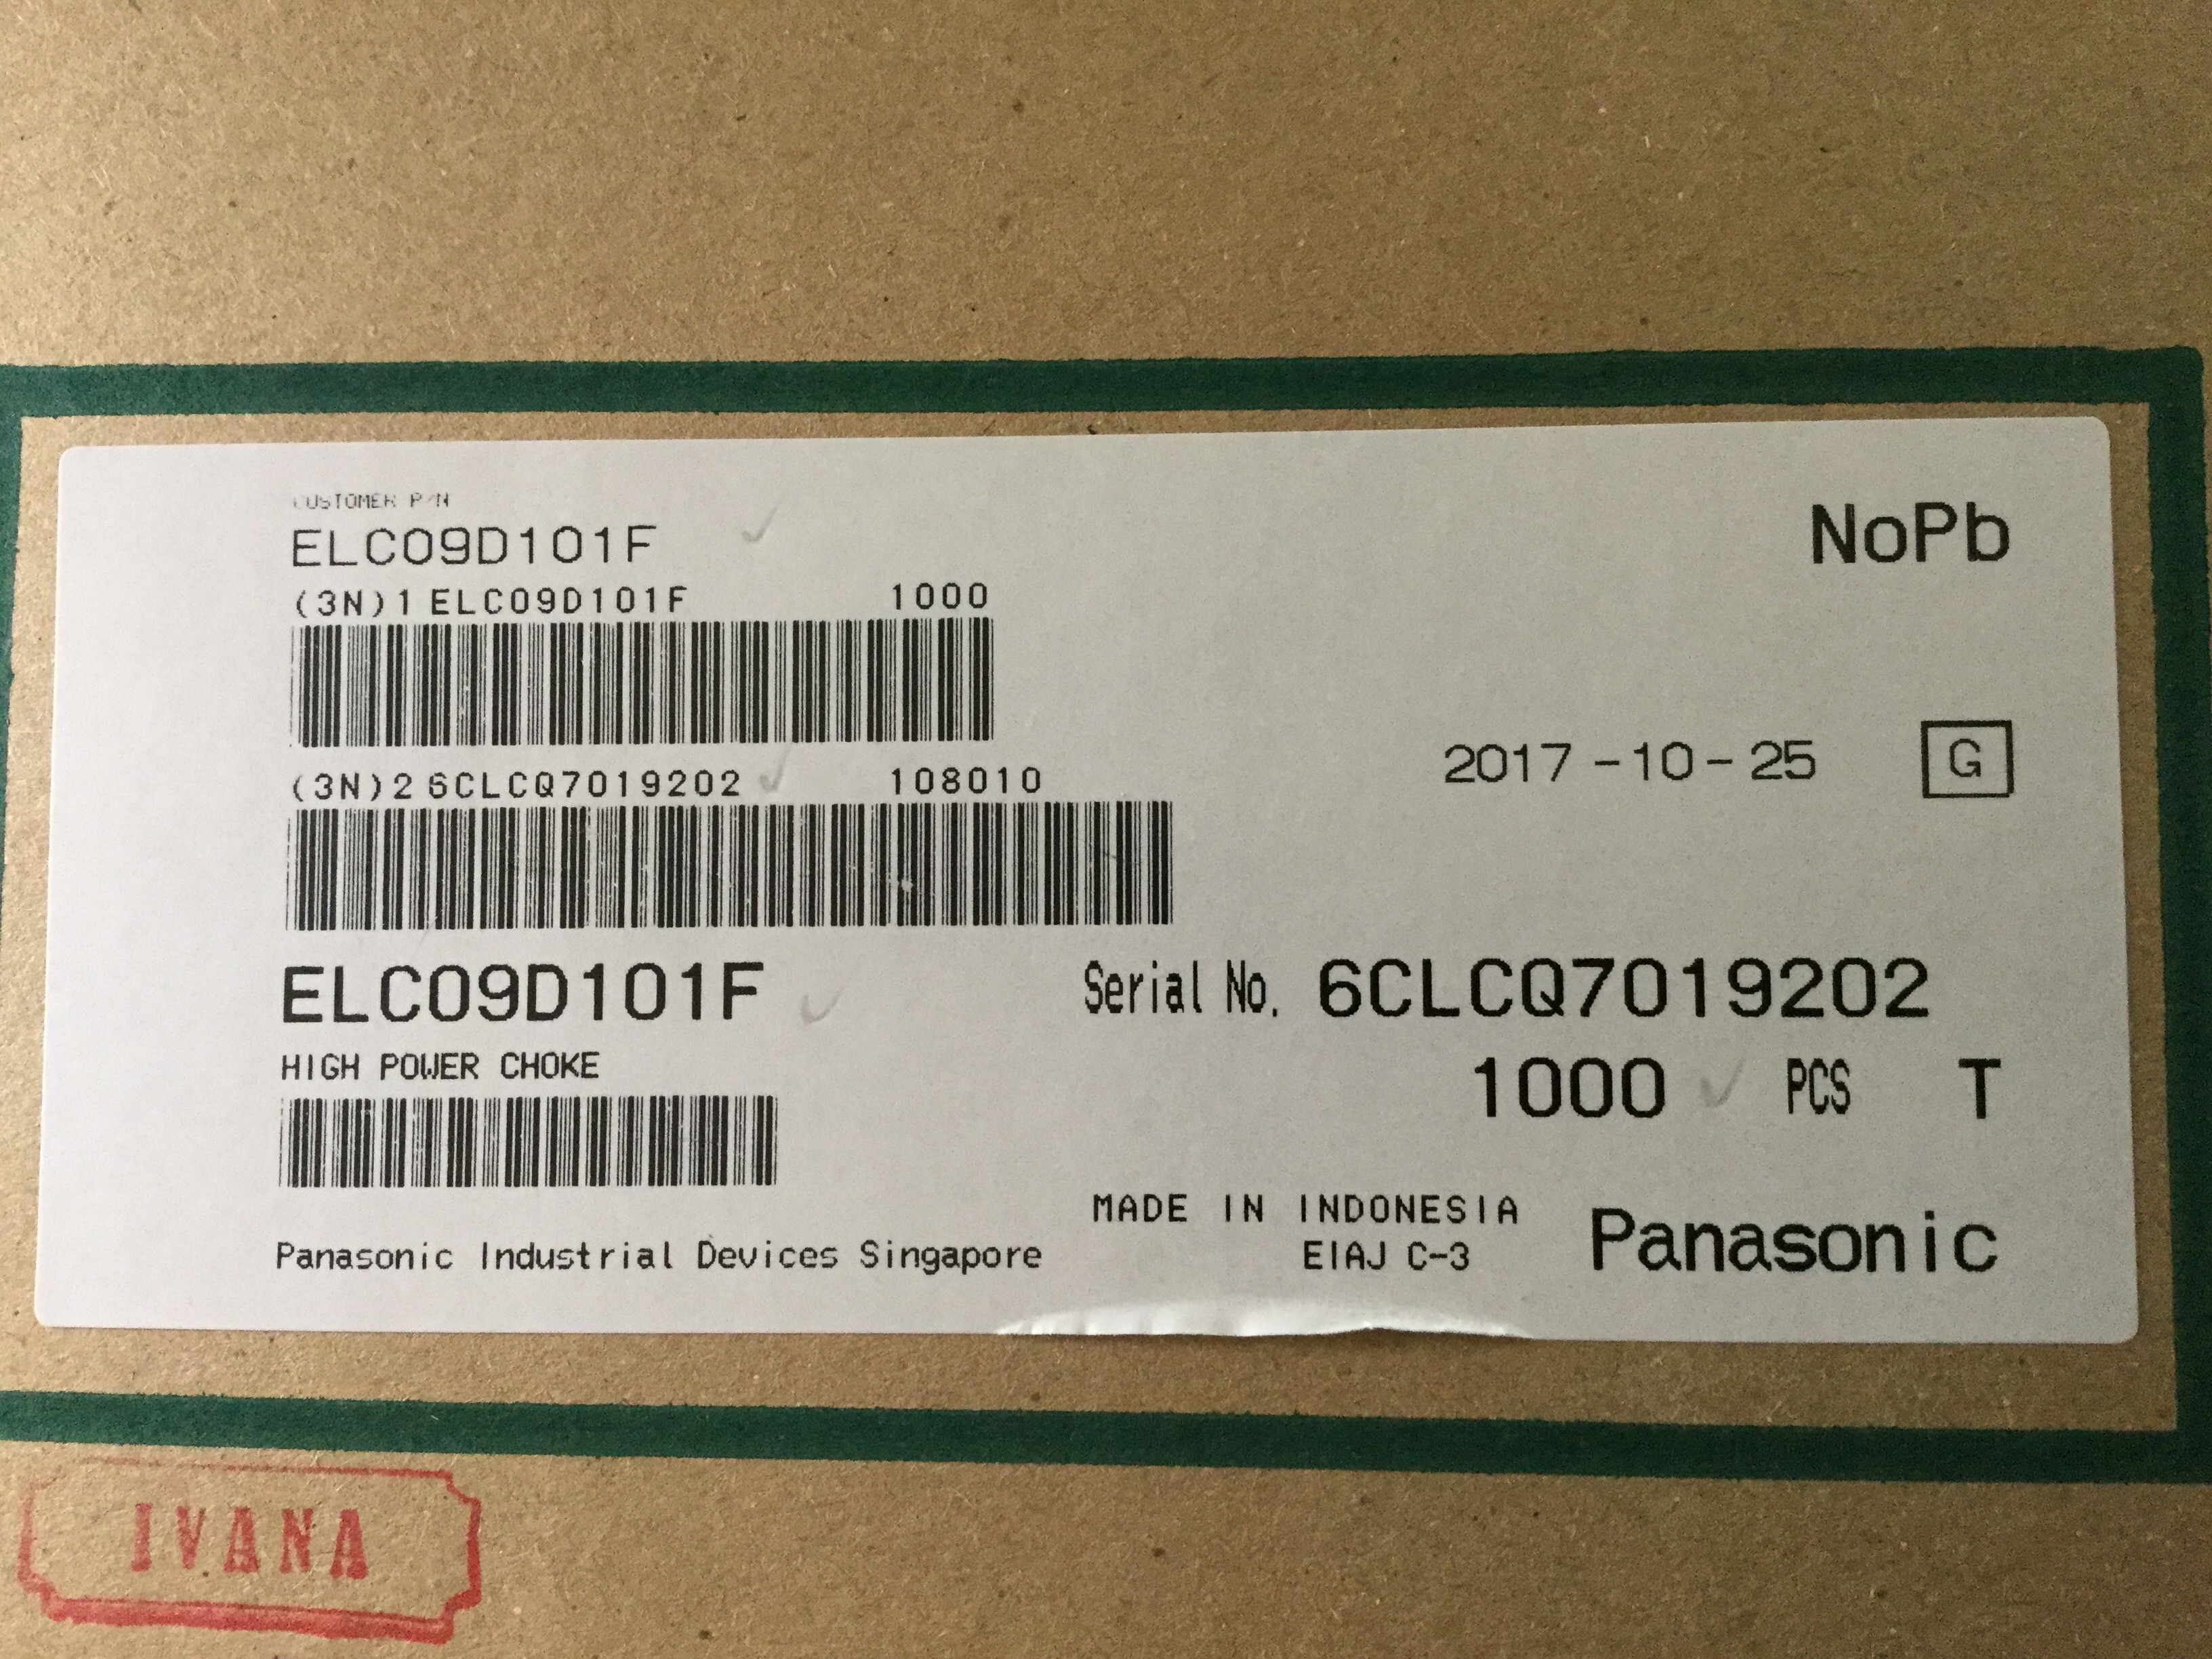 CUSTOMER P/N
ELC09D101F
NoPb
(3N)1 ELC09D101F 1000
2017-10-25 G
(3N)2 6CLCQ7019202 108010
ELC09D101F
Serial No. 6CLCQ7019202
HIGH POWER CHOKE
1000 PCS T
MADE IN INDONESIA
EIAJ C-3
Panasonic
Panasonic Industrial Devices Singapore
IVANA